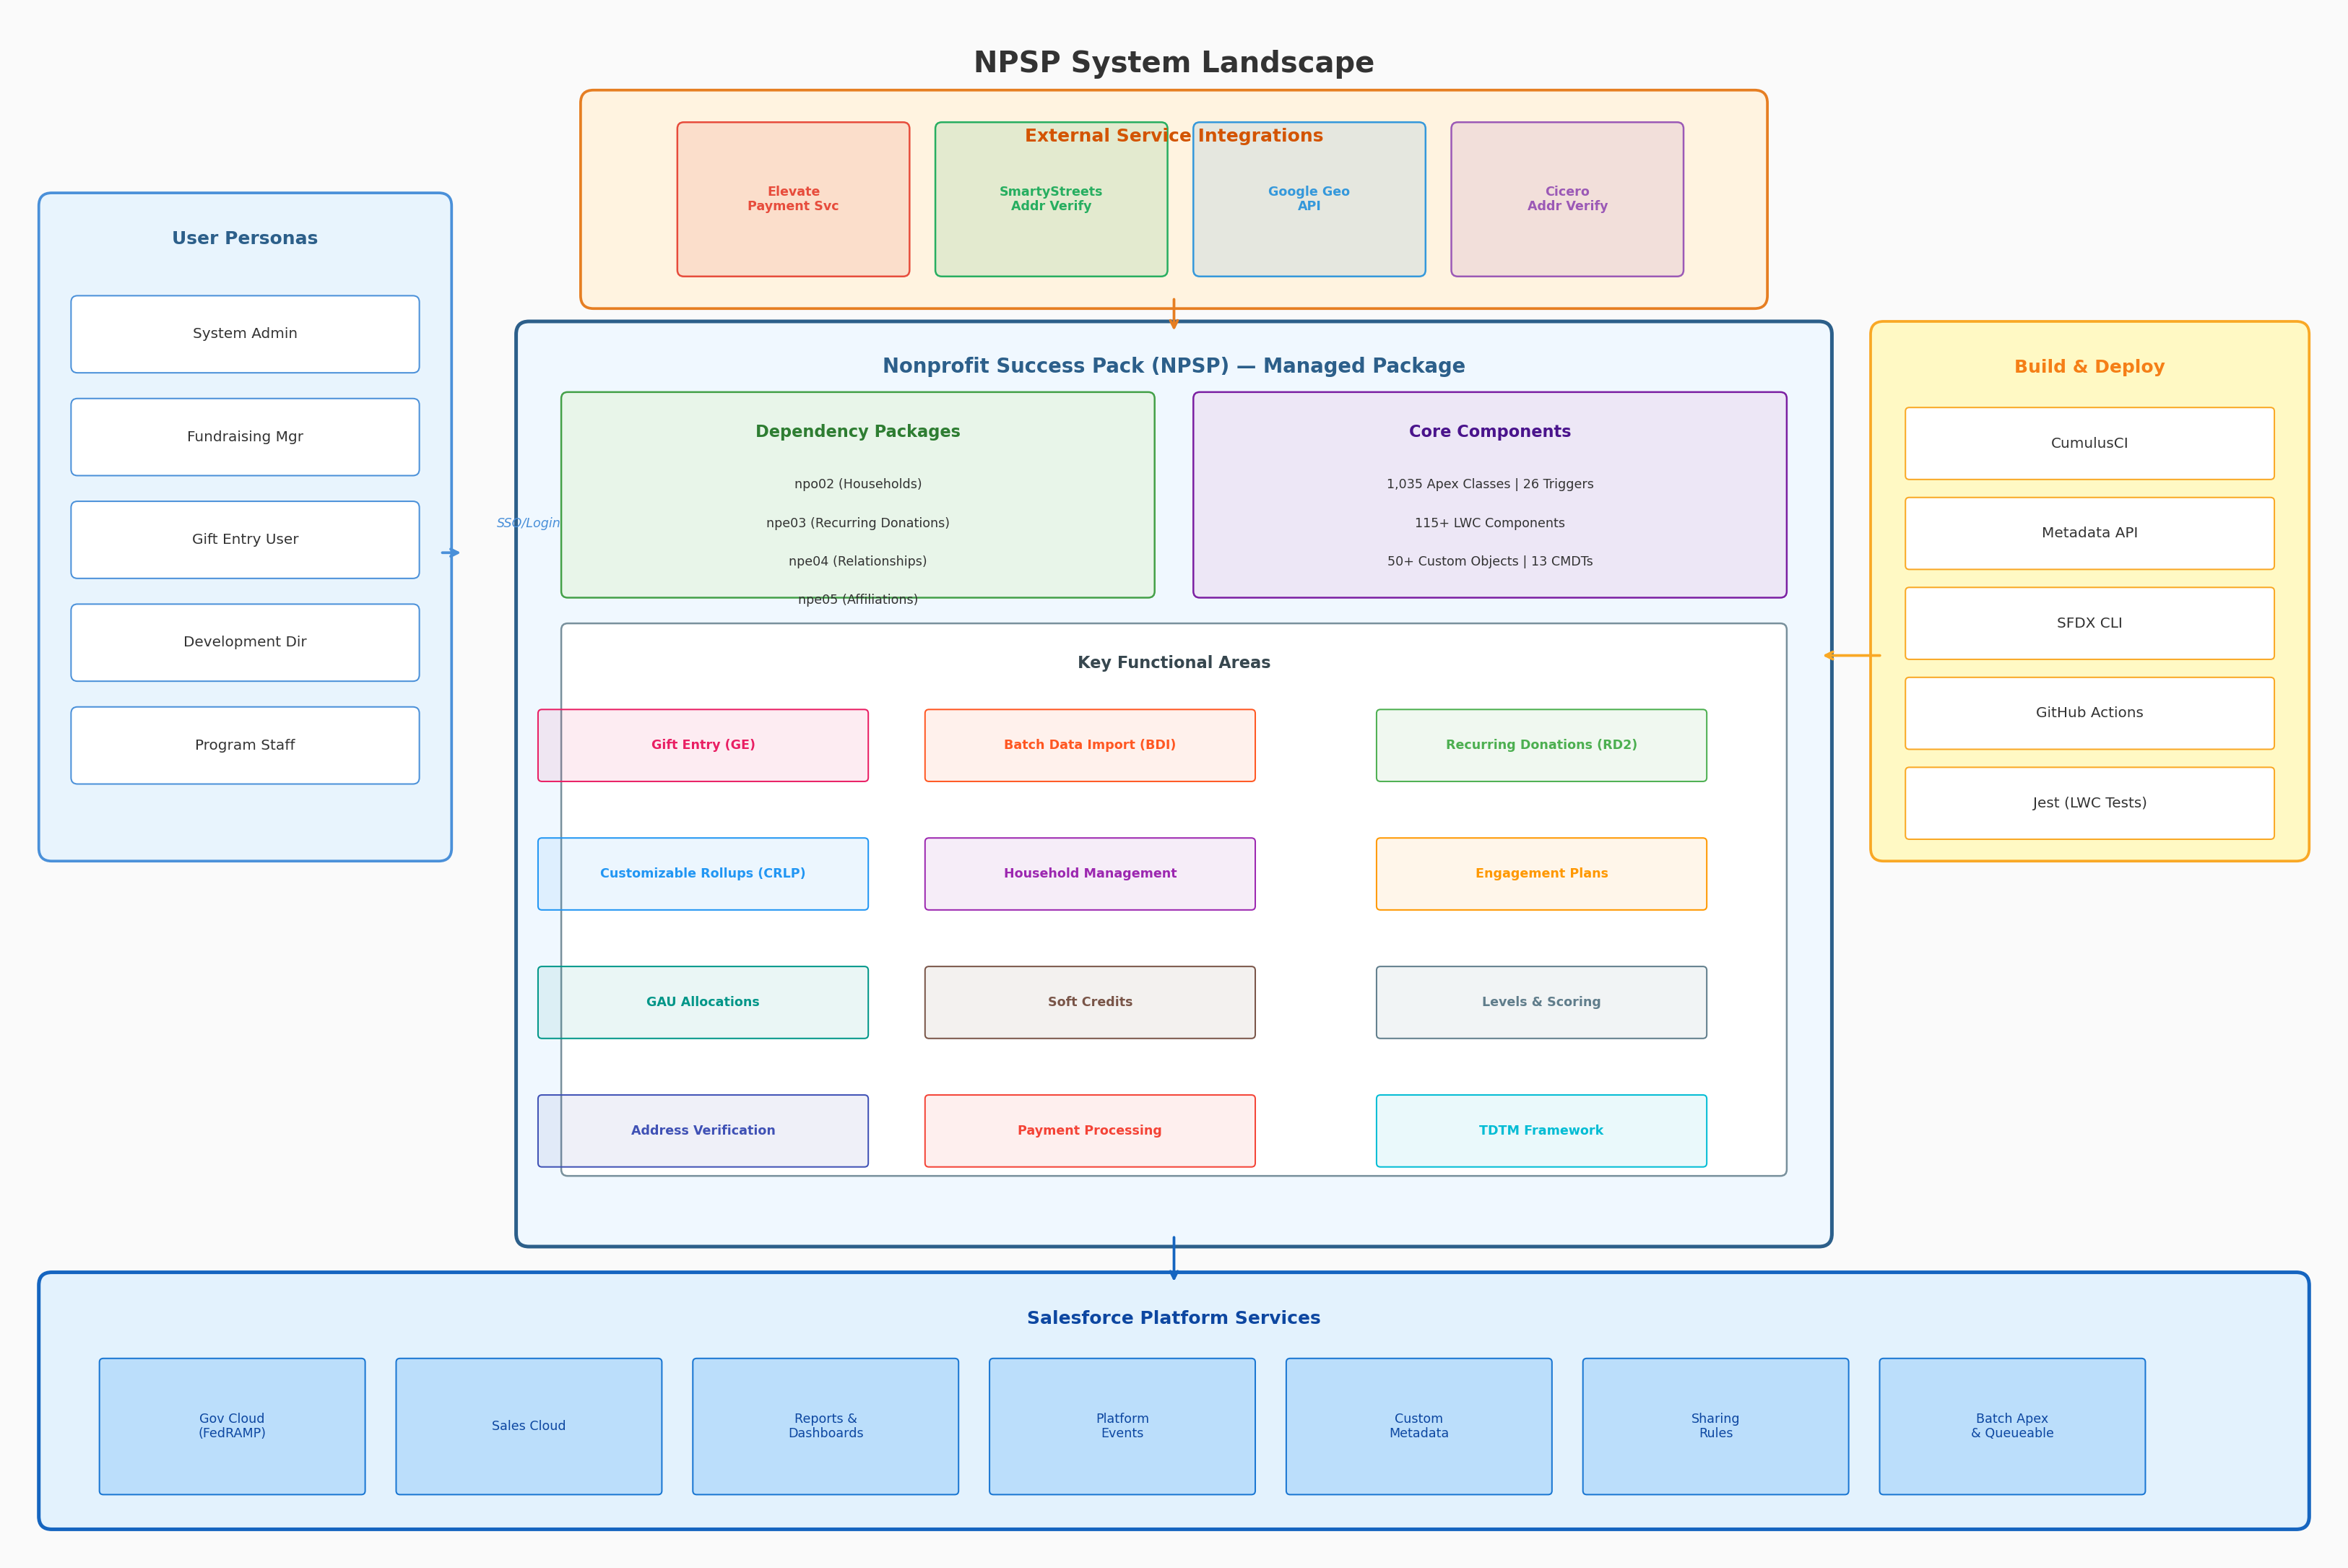 NPSP System Landscape
External Service Integrations
Elevate
Payment Svc
SmartyStreets
Addr Verify
Google Geo
API
Cicero
Addr Verify
User Personas
System Admin
Fundraising Mgr
Gift Entry User
Development Dir
Program Staff
SSO/Login
Nonprofit Success Pack (NPSP) — Managed Package
Dependency Packages
npo02 (Households)
npe03 (Recurring Donations)
npe04 (Relationships)
npe05 (Affiliations)
Core Components
1,035 Apex Classes | 26 Triggers
115+ LWC Components
50+ Custom Objects | 13 CMDTs
Key Functional Areas
Gift Entry (GE)
Batch Data Import (BDI)
Recurring Donations (RD2)
Customizable Rollups (CRLP)
Household Management
Engagement Plans
GAU Allocations
Soft Credits
Levels & Scoring
Address Verification
Payment Processing
TDTM Framework
Build & Deploy
CumulusCI
Metadata API
SFDX CLI
GitHub Actions
Jest (LWC Tests)
Salesforce Platform Services
Gov Cloud
(FedRAMP)
Sales Cloud
Reports &
Dashboards
Platform
Events
Custom
Metadata
Sharing
Rules
Batch Apex
& Queueable